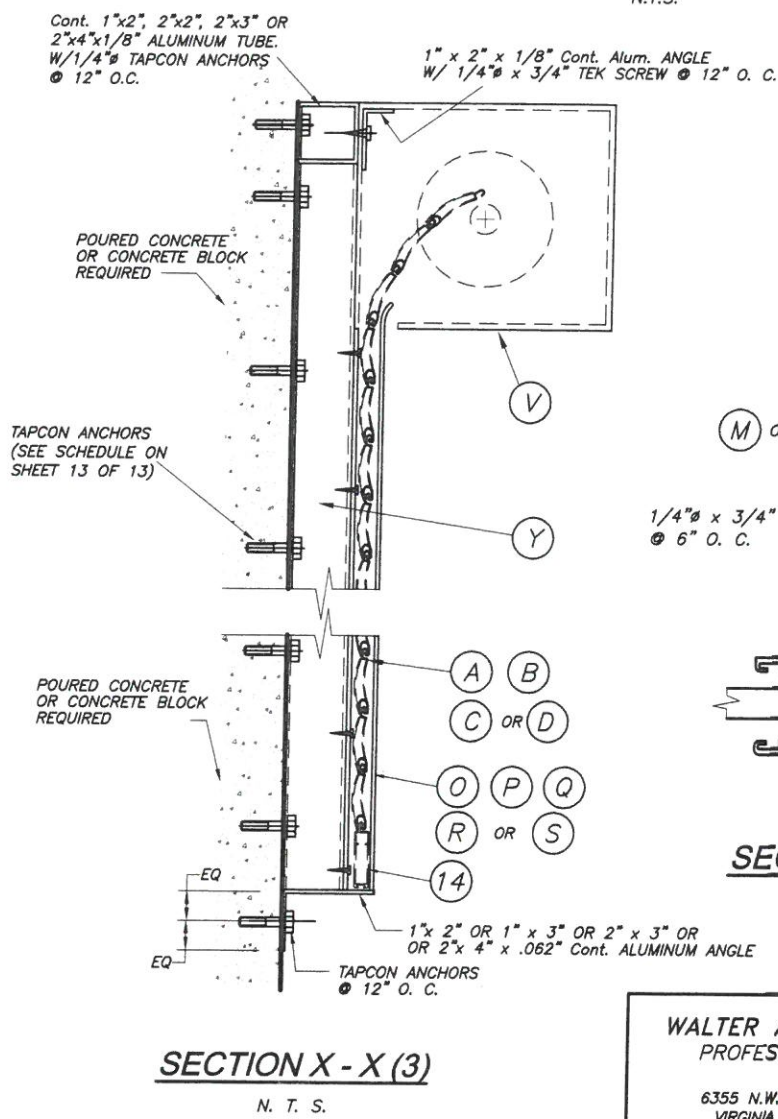 N.T.S.
Cont. 1"x2", 2"x2", 2"x3" OR
2"x4"x1/8" ALUMINUM TUBE.
W/1/4"ø TAPCON ANCHORS
@ 12" O.C.
1" x 2" x 1/8" Cont. Alum. ANGLE
W/ 1/4"ø x 3/4" TEK SCREW @ 12" O. C.
POURED CONCRETE
OR CONCRETE BLOCK
REQUIRED
V
M
TAPCON ANCHORS
(SEE SCHEDULE ON
SHEET 13 OF 13)
Y
1/4"ø x 3/4"
@ 6" O. C.
POURED CONCRETE
OR CONCRETE BLOCK
REQUIRED
A B
C OR D
O P Q
R OR S
14
EQ
EQ
1"x 2" OR 1" x 3" OR 2" x 3" OR
OR 2"x 4" x .062" Cont. ALUMINUM ANGLE
TAPCON ANCHORS
@ 12" O. C.
SECTION X - X (3)
N. T. S.
WALTER
PROFES
6355 N.W.
VIRGINIA